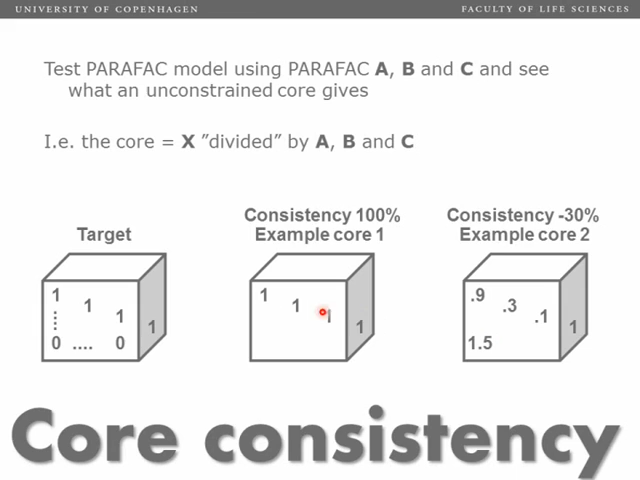 UNIVERSITY OF COPENHAGEN
FACULTY OF LIFE SCIENCES
Test PARAFAC model using PARAFAC A, B and C and see
what an unconstrained core gives
I.e. the core = X ”divided” by A, B and C
Target
1
1
1
1
0 .... 0
Consistency 100%
Example core 1
1
1
1
1
Consistency -30%
Example core 2
.9
.3
.1
1
1.5
Core consistency